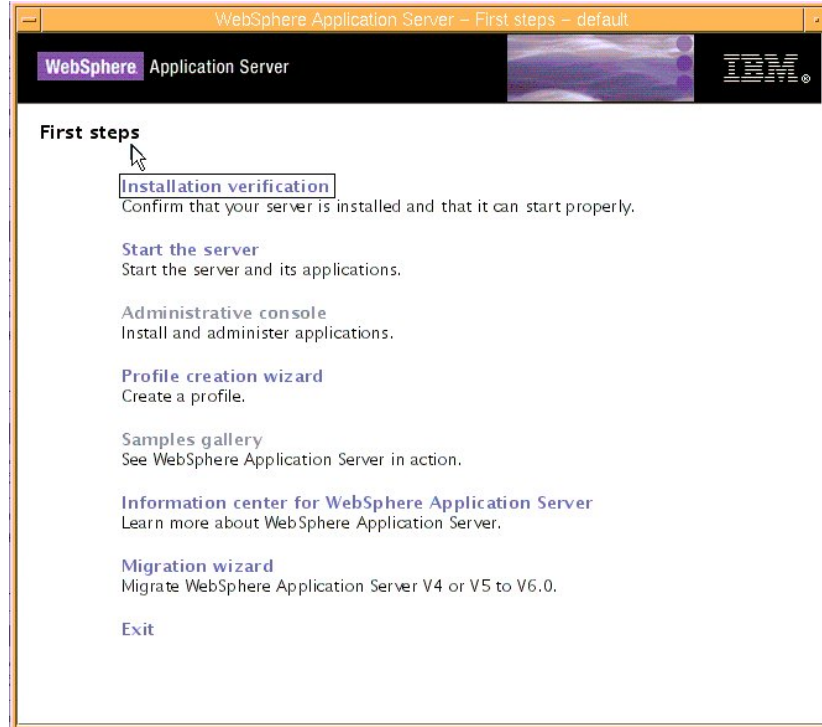 WebSphere Application Server – First steps – default
WebSphere. Application Server
IBM®
First steps
Installation verification
Confirm that your server is installed and that it can start properly.
Start the server
Start the server and its applications.
Administrative console
Install and administer applications.
Profile creation wizard
Create a profile.
Samples gallery
See WebSphere Application Server in action.
Information center for WebSphere Application Server
Learn more about WebSphere Application Server.
Migration wizard
Migrate WebSphere Application Server V4 or V5 to V6.0.
Exit